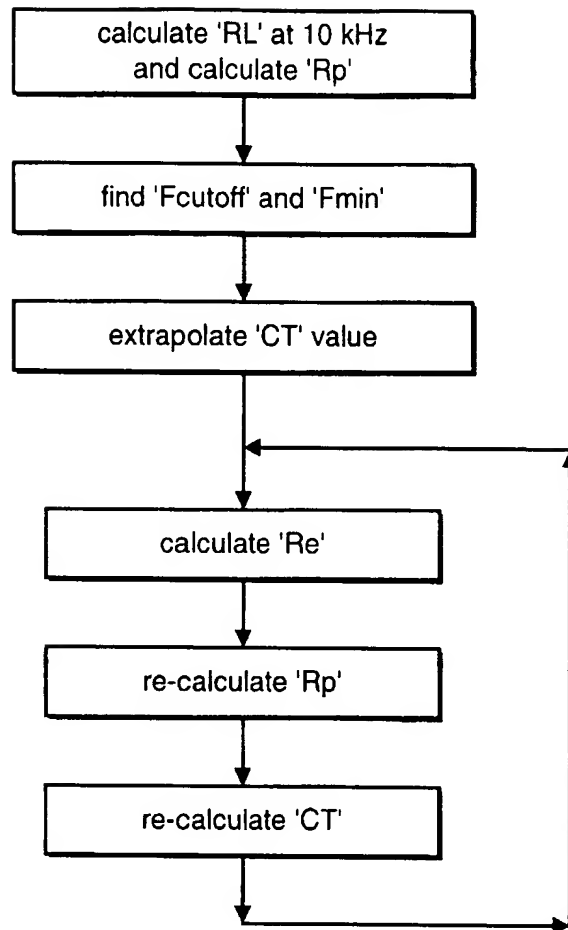 calculate 'RL' at 10 kHz
and calculate 'Rp'
find 'Fcutoff' and 'Fmin'
extrapolate 'CT' value
calculate 'Re'
re-calculate 'Rp'
re-calculate 'CT'